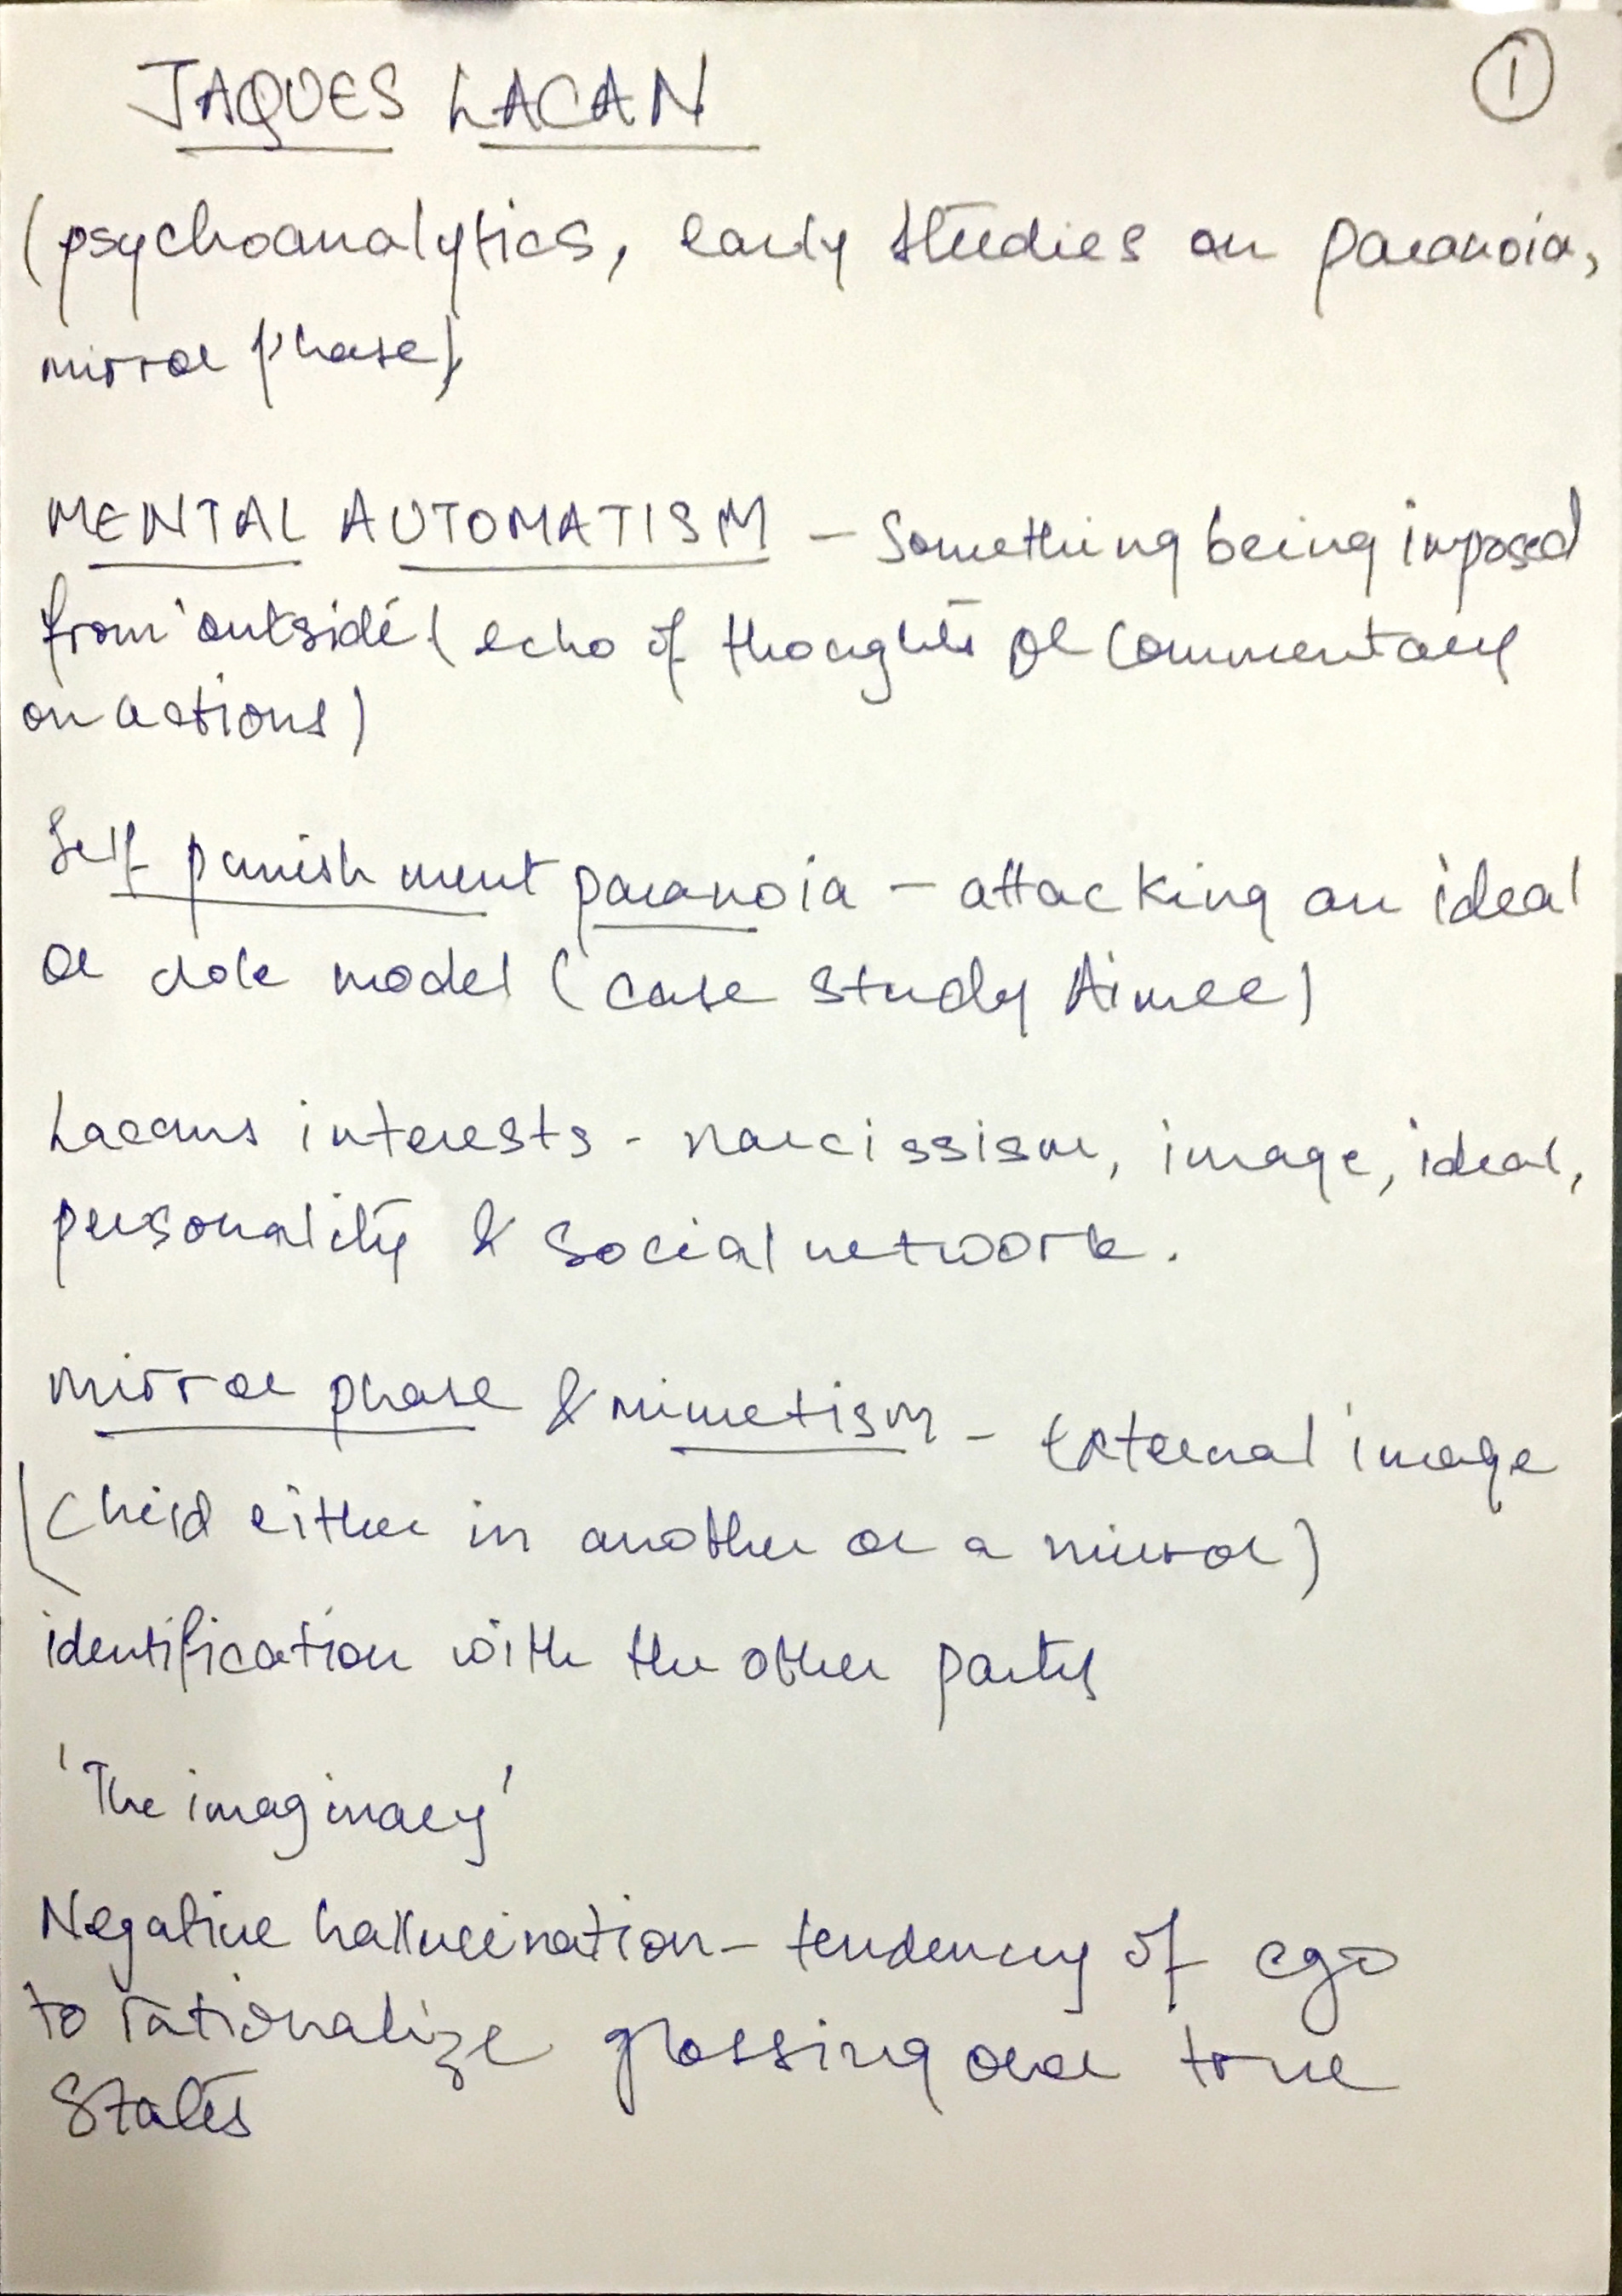 JAQUES LACAN
1
(psychoanalytics, early studies on paranoia,
mirror phase)
MENTAL AUTOMATISM - Something being imposed
from 'outside' (echo of thoughts or commentary
on actions)
Self punishment paranoia - attacking an ideal
or role model (case study Aimee)
Lacans interests - narcissism, image, ideal,
personality & social network.
mirror phase & mimetism - External image
(child either in another or a mirror)
identification with the other party
'The imaginary'
Negative hallucination - tendency of ego
to rationalize glossing over true
states